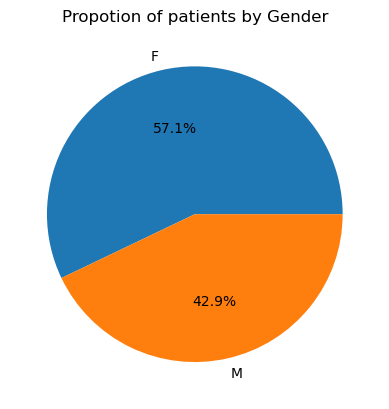 Propotion of patients by Gender
F
57.1%
42.9%
M